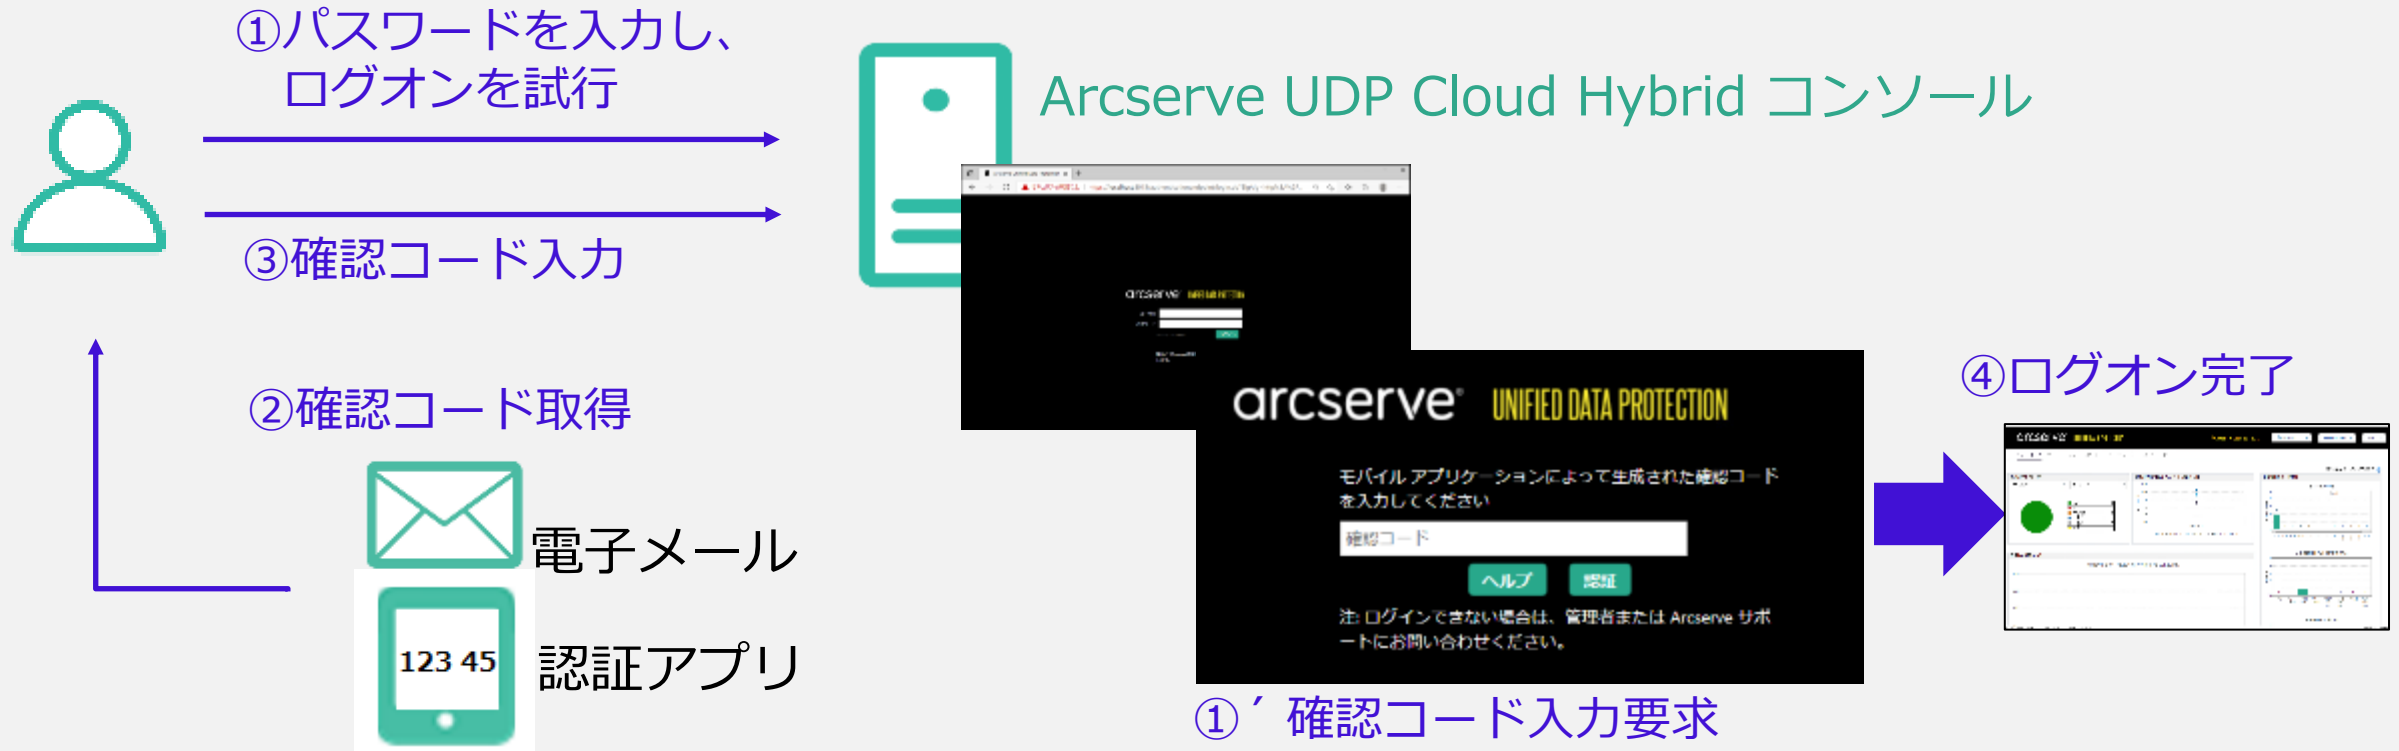 ①パスワードを入力し、
ログオンを試行
Arcserve UDP Cloud Hybrid コンソール
③確認コード入力
②確認コード取得
電子メール
123 45
認証アプリ
arcserve
arcserve® UNIFIED DATA PROTECTION
モバイル アプリケーションによって生成された確認コード
を入力してください
確認コード
ヘルプ 認証
注: ログインできない場合は、管理者または Arcserve サポ
ートにお問い合わせください。
①´確認コード入力要求
④ログオン完了
arcserve